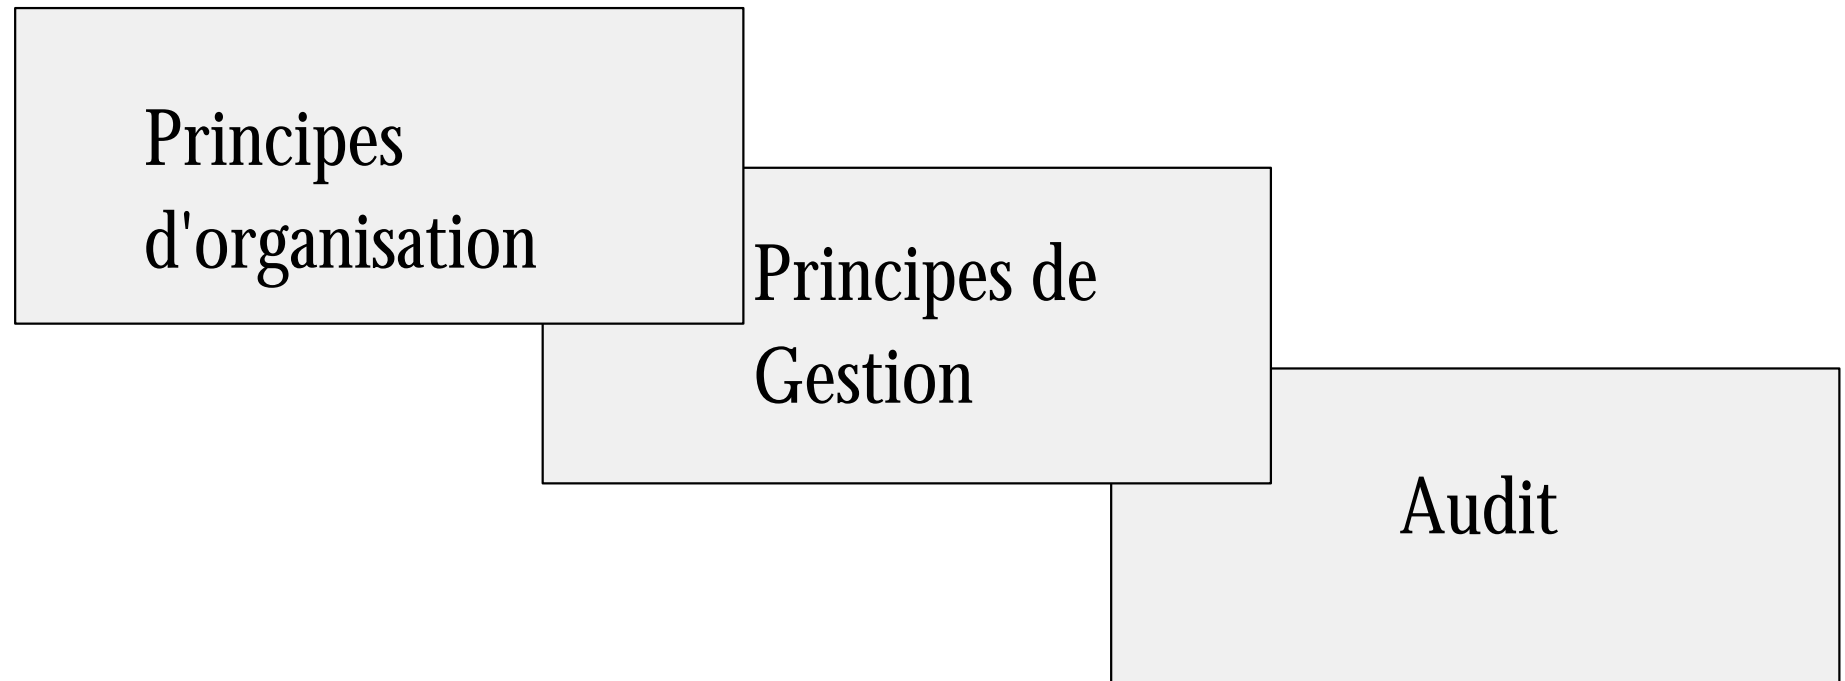 Principes
d'organisation
Principes de
Gestion
Audit